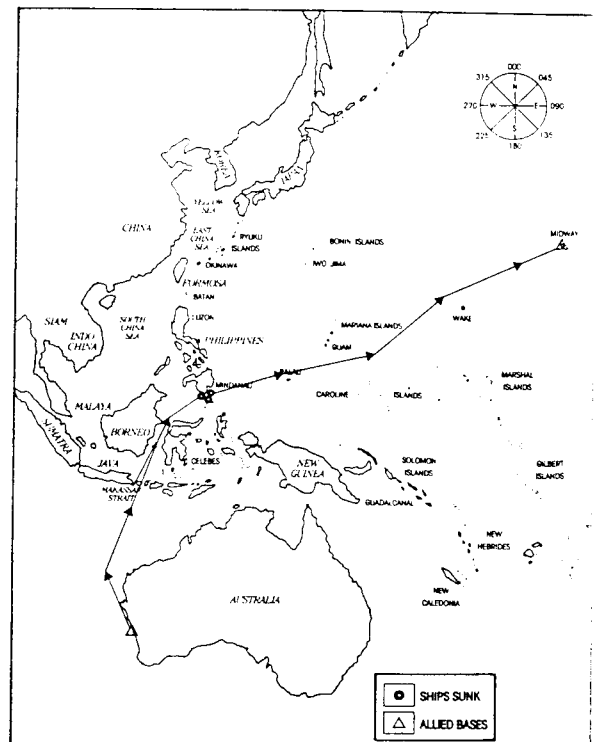 000
315
045
N
270
W
E
090
S
225
135
180
KOREA
JAPAN
YELLOW
SEA
CHINA
EAST
CHINA
SEA
RYUKU
ISLANDS
BONIN ISLANDS
MIDWAY
OKINAWA
IWO JIMA
FORMOSA
BATAN
SIAM
INDO
CHINA
SOUTH
CHINA
SEA
LUZON
PHILIPPINES
MARIANA ISLANDS
WAKE
GUAM
PALAU
MINDANAO
CAROLINE
ISLANDS
MARSHAL
ISLANDS
MALAYA
BORNEO
SUMATRA
JAVA
CELEBES
MAKASSAR
STRAIT
NEW
GUINEA
SOLOMON
ISLANDS
GILBERT
ISLANDS
GUADALCANAL
NEW
HEBRIDES
NEW
CALEDONIA
AUSTRALIA
SHIPS SUNK
ALLIED BASES